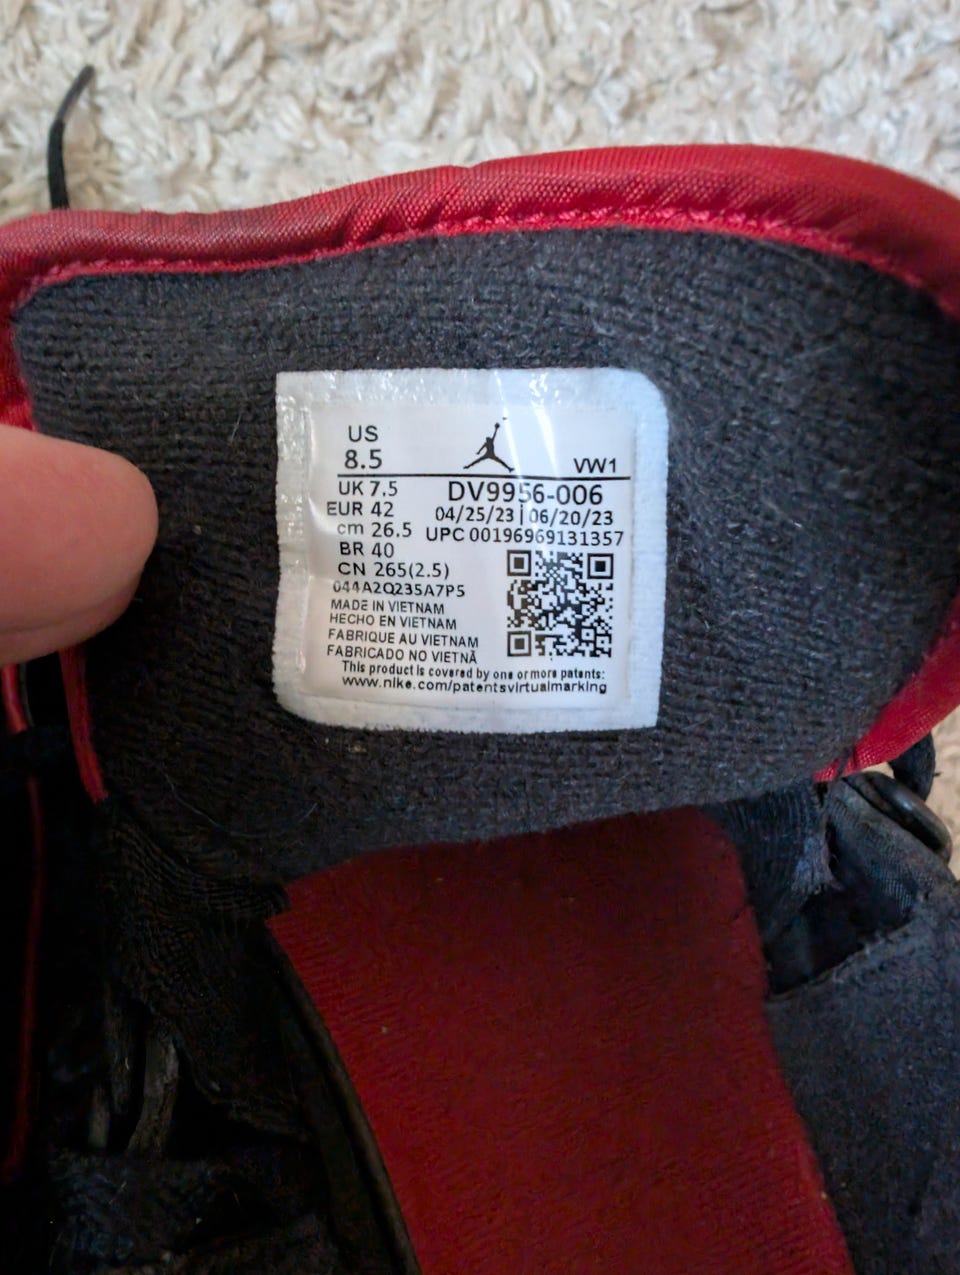 US
8.5
VW1
UK 7.5
DV9956-006
EUR 42
04/25/23 | 06/20/23
cm 26.5
UPC 00196969131357
BR 40
CN 265(2.5)
044A2Q235A7P5
MADE IN VIETNAM
HECHO EN VIETNAM
FABRIQUE AU VIETNAM
FABRICADO NO VIETNÃ
This product is covered by one or more patents:
www.nike.com/patentsvirtualmarking